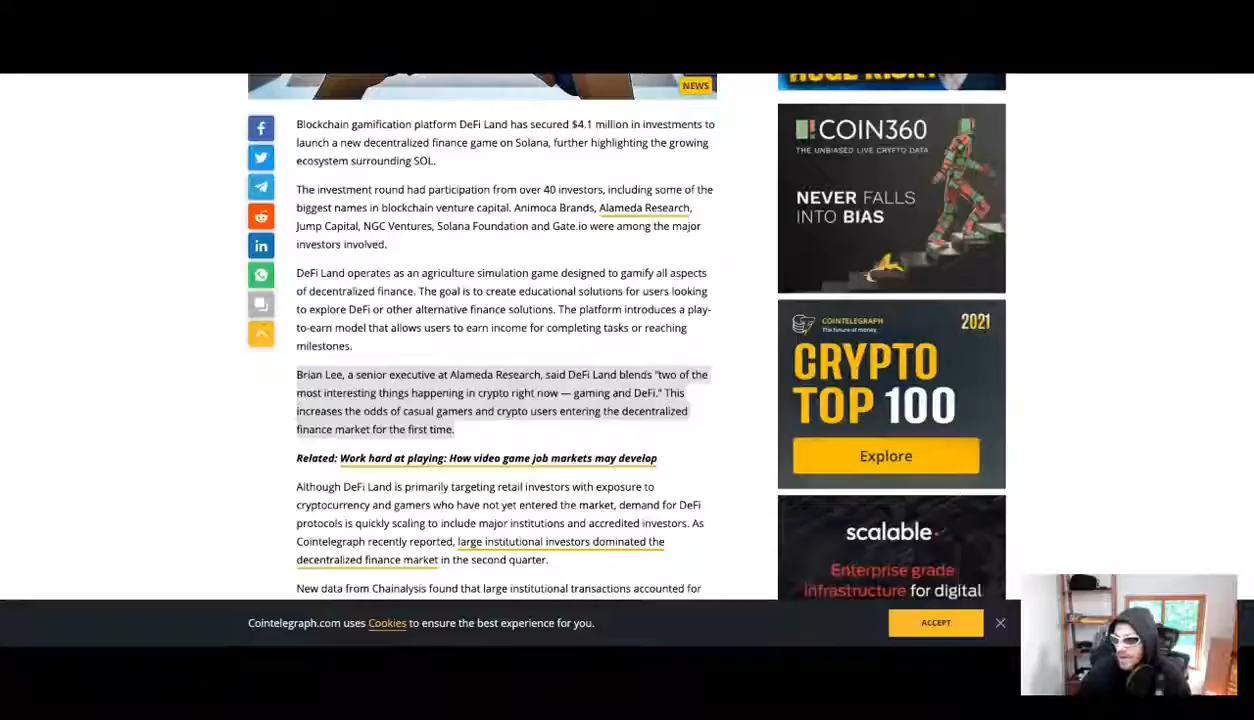 NEWS
Blockchain gamification platform DeFi Land has secured $4.1 million in investments to
launch a new decentralized finance game on Solana, further highlighting the growing
ecosystem surrounding SOL.
The investment round had participation from over 40 investors, including some of the
biggest names in blockchain venture capital. Animoca Brands, Alameda Research,
Jump Capital, NGC Ventures, Solana Foundation and Gate.io were among the major
investors involved.
DeFi Land operates as an agriculture simulation game designed to gamify all aspects
of decentralized finance. The goal is to create educational solutions for users looking
to explore DeFi or other alternative finance solutions. The platform introduces a play-
to-earn model that allows users to earn income for completing tasks or reaching
milestones.
Brian Lee, a senior executive at Alameda Research, said DeFi Land blends "two of the
most interesting things happening in crypto right now — gaming and DeFi." This
increases the odds of casual gamers and crypto users entering the decentralized
finance market for the first time.
Related: Work hard at playing: How video game job markets may develop
Although DeFi Land is primarily targeting retail investors with exposure to
cryptocurrency and gamers who have not yet entered the market, demand for DeFi
protocols is quickly scaling to include major institutions and accredited investors. As
Cointelegraph recently reported, large institutional investors dominated the
decentralized finance market in the second quarter.
New data from Chainalysis found that large institutional transactions accounted for
COIN360
THE UNBIASED LIVE CRYPTO DATA
NEVER FALLS
INTO BIAS
COINTELEGRAPH
The future of money
2021
CRYPTO
TOP 100
Explore
scalable
Enterprise grade
infrastructure for digital
Cointelegraph.com uses Cookies to ensure the best experience for you.
ACCEPT